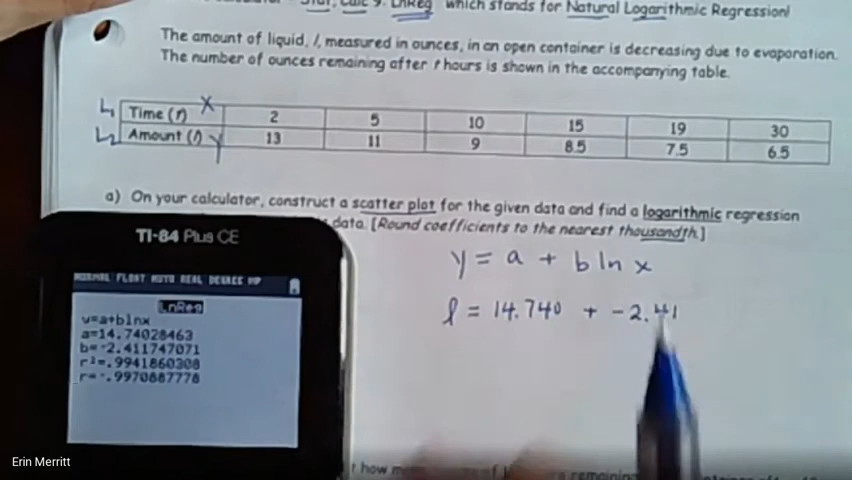 Stat, Calc 9: LnReg which stands for Natural Logarithmic Regression!
The amount of liquid, l, measured in ounces, in an open container is decreasing due to evaporation.
The number of ounces remaining after t hours is shown in the accompanying table.
L1 Time (t) X 2 5 10 15 19 30
L2 Amount (l) Y 13 11 9 8.5 7.5 6.5
a) On your calculator, construct a scatter plot for the given data and find a logarithmic regression
data. [Round coefficients to the nearest thousandth.]
y = a + b ln x
l = 14.740 + -2.41
TI-84 Plus CE
NORMAL FLOAT AUTO REAL DEGREE MP
LnReg
y=a+blnx
a=14.74028463
b=-2.411747071
r²=.9941860308
r=-.9970887778
how
remaining
Erin Merritt